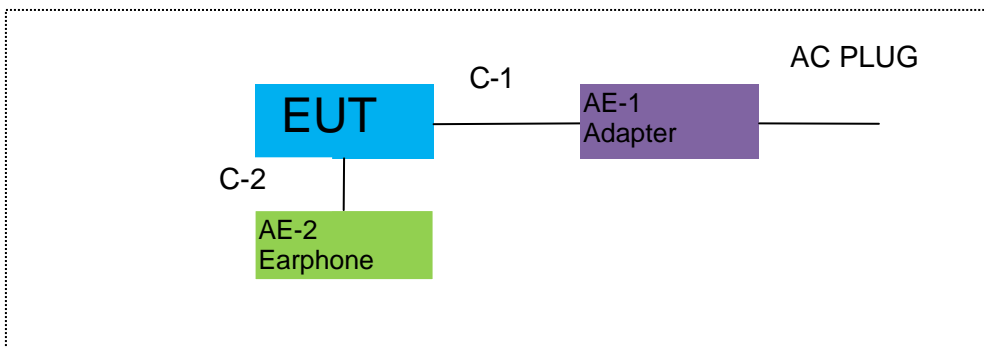 AC PLUG
C-1
EUT
AE-1
Adapter
C-2
AE-2
Earphone